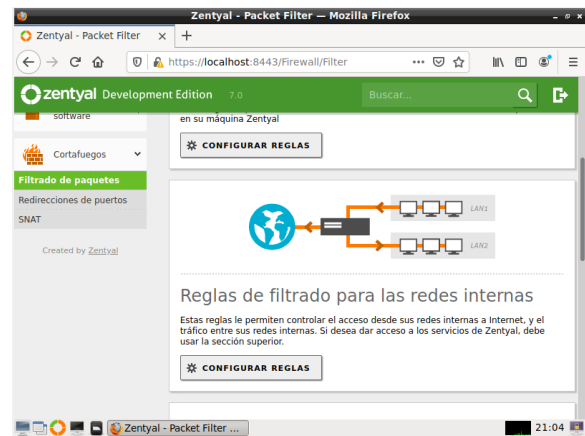 Zentyal - Packet Filter — Mozilla Firefox
Zentyal - Packet Filter
https://localhost:8443/Firewall/Filter
zentyal Development Edition 7.0
Buscar...
software
Cortafuegos
Filtrado de paquetes
Redirecciones de puertos
SNAT
Created by Zentyal
en su máquina Zentyal
CONFIGURAR REGLAS
LAN1
LAN2
Reglas de filtrado para las redes internas
Estas reglas le permiten controlar el acceso desde sus redes internas a Internet, y el
tráfico entre sus redes internas. Si desea dar acceso a los servicios de Zentyal, debe
usar la sección superior.
CONFIGURAR REGLAS
Zentyal - Packet Filter ...
21:04